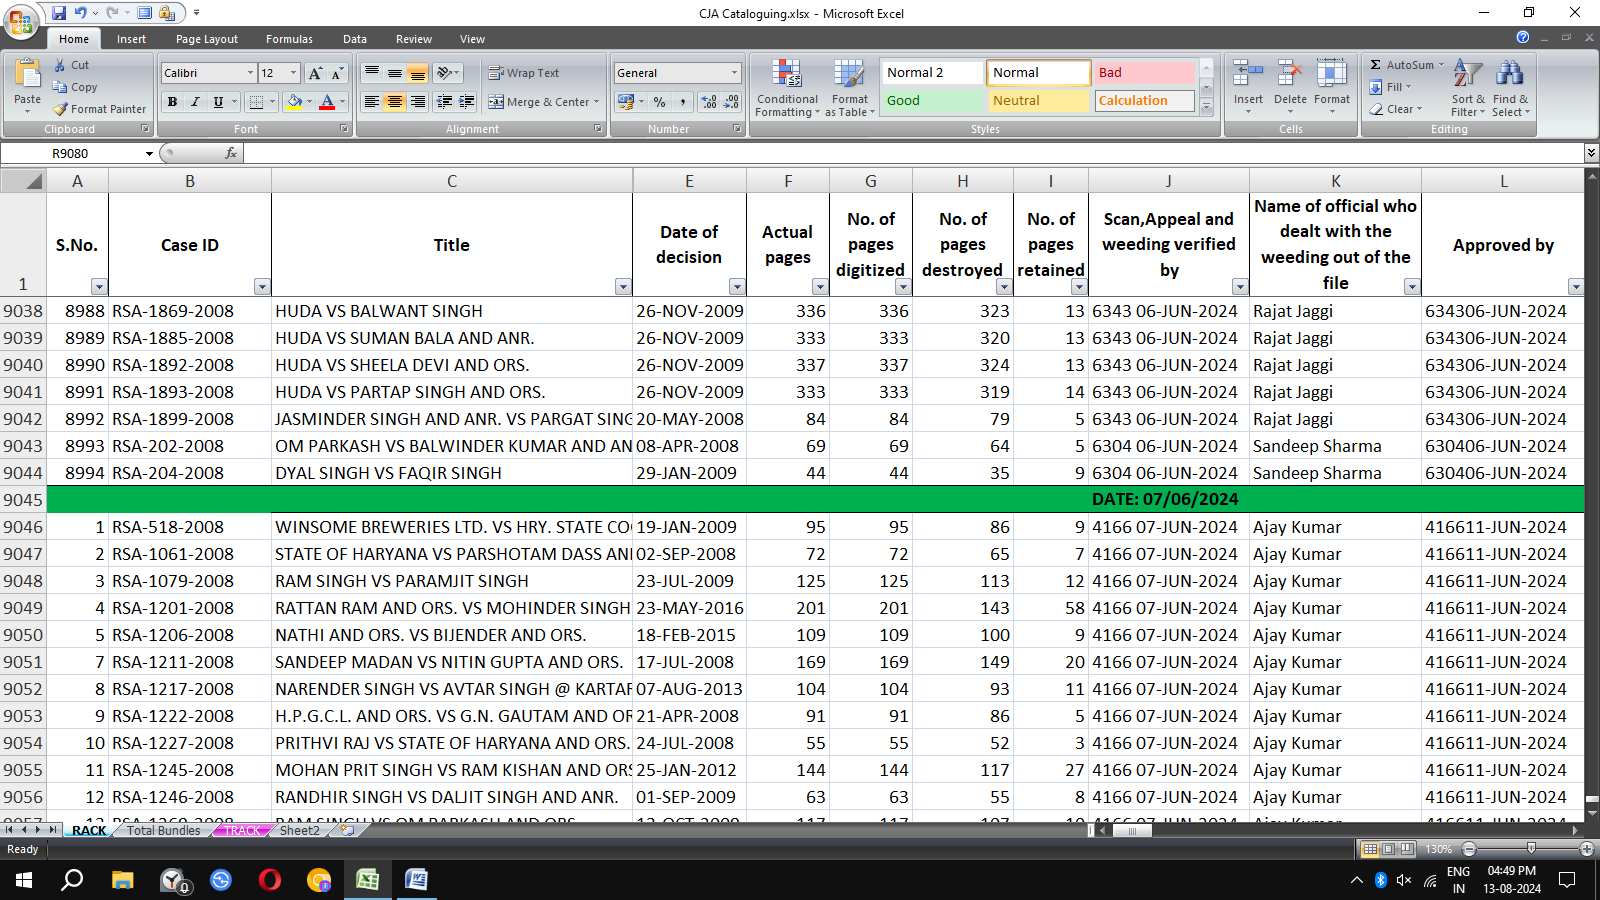 CJA Cataloguing.xlsx - Microsoft Excel
Home Insert Page Layout Formulas Data Review View
Paste Cut Copy Format Painter Clipboard
Calibri 12 B I U A Font
Wrap Text Merge & Center Alignment
General % , Number
Conditional Formatting Format as Table Normal 2 Normal Bad Good Neutral Calculation Styles
Insert Delete Format Cells
Σ AutoSum Fill Clear Sort & Filter Find & Select Editing
R9080 fx
A B C E F G H I J K L
1 S.No. Case ID Title Date of decision Actual pages No. of pages digitized No. of pages destroyed No. of pages retained Scan,Appeal and weeding verified by Name of official who dealt with the weeding out of the file Approved by
9038 8988 RSA-1869-2008 HUDA VS BALWANT SINGH 26-NOV-2009 336 336 323 13 6343 06-JUN-2024 Rajat Jaggi 634306-JUN-2024
9039 8989 RSA-1885-2008 HUDA VS SUMAN BALA AND ANR. 26-NOV-2009 333 333 320 13 6343 06-JUN-2024 Rajat Jaggi 634306-JUN-2024
9040 8990 RSA-1892-2008 HUDA VS SHEELA DEVI AND ORS. 26-NOV-2009 337 337 324 13 6343 06-JUN-2024 Rajat Jaggi 634306-JUN-2024
9041 8991 RSA-1893-2008 HUDA VS PARTAP SINGH AND ORS. 26-NOV-2009 333 333 319 14 6343 06-JUN-2024 Rajat Jaggi 634306-JUN-2024
9042 8992 RSA-1899-2008 JASMINDER SINGH AND ANR. VS PARGAT SING 20-MAY-2008 84 84 79 5 6343 06-JUN-2024 Rajat Jaggi 634306-JUN-2024
9043 8993 RSA-202-2008 OM PARKASH VS BALWINDER KUMAR AND AN 08-APR-2008 69 69 64 5 6304 06-JUN-2024 Sandeep Sharma 630406-JUN-2024
9044 8994 RSA-204-2008 DYAL SINGH VS FAQIR SINGH 29-JAN-2009 44 44 35 9 6304 06-JUN-2024 Sandeep Sharma 630406-JUN-2024
9045 DATE: 07/06/2024
9046 1 RSA-518-2008 WINSOME BREWERIES LTD. VS HRY. STATE CO 19-JAN-2009 95 95 86 9 4166 07-JUN-2024 Ajay Kumar 416611-JUN-2024
9047 2 RSA-1061-2008 STATE OF HARYANA VS PARSHOTAM DASS AN 02-SEP-2008 72 72 65 7 4166 07-JUN-2024 Ajay Kumar 416611-JUN-2024
9048 3 RSA-1079-2008 RAM SINGH VS PARAMJIT SINGH 23-JUL-2009 125 125 113 12 4166 07-JUN-2024 Ajay Kumar 416611-JUN-2024
9049 4 RSA-1201-2008 RATTAN RAM AND ORS. VS MOHINDER SINGH 23-MAY-2016 201 201 143 58 4166 07-JUN-2024 Ajay Kumar 416611-JUN-2024
9050 5 RSA-1206-2008 NATHI AND ORS. VS BIJENDER AND ORS. 18-FEB-2015 109 109 100 9 4166 07-JUN-2024 Ajay Kumar 416611-JUN-2024
9051 7 RSA-1211-2008 SANDEEP MADAN VS NITIN GUPTA AND ORS. 17-JUL-2008 169 169 149 20 4166 07-JUN-2024 Ajay Kumar 416611-JUN-2024
9052 8 RSA-1217-2008 NARENDER SINGH VS AVTAR SINGH @ KARTAR 07-AUG-2013 104 104 93 11 4166 07-JUN-2024 Ajay Kumar 416611-JUN-2024
9053 9 RSA-1222-2008 H.P.G.C.L. AND ORS. VS G.N. GAUTAM AND OR 21-APR-2008 91 91 86 5 4166 07-JUN-2024 Ajay Kumar 416611-JUN-2024
9054 10 RSA-1227-2008 PRITHVI RAJ VS STATE OF HARYANA AND ORS. 24-JUL-2008 55 55 52 3 4166 07-JUN-2024 Ajay Kumar 416611-JUN-2024
9055 11 RSA-1245-2008 MOHAN PRIT SINGH VS RAM KISHAN AND ORS 25-JAN-2012 144 144 117 27 4166 07-JUN-2024 Ajay Kumar 416611-JUN-2024
9056 12 RSA-1246-2008 RANDHIR SINGH VS DALJIT SINGH AND ANR. 01-SEP-2009 63 63 55 8 4166 07-JUN-2024 Ajay Kumar 416611-JUN-2024
RACK Total Bundles TRACK Sheet2
Ready 130%
ENG 04:49 PM
IN 13-08-2024